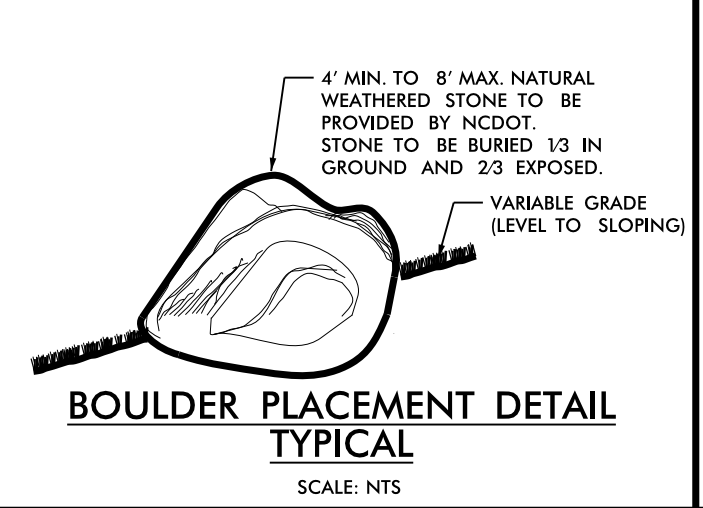 4' MIN. TO 8' MAX. NATURAL
WEATHERED STONE TO BE
PROVIDED BY NCDOT.
STONE TO BE BURIED 1/3 IN
GROUND AND 2/3 EXPOSED.
VARIABLE GRADE
(LEVEL TO SLOPING)
BOULDER PLACEMENT DETAIL
TYPICAL
SCALE: NTS